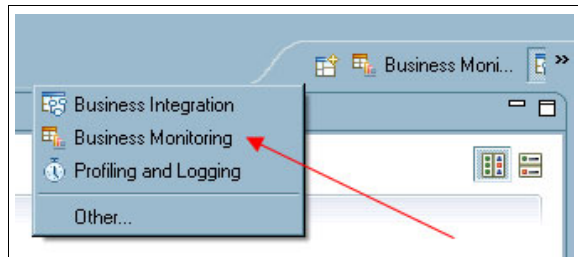 Business Moni... »
Business Integration
Business Monitoring
Profiling and Logging
Other...